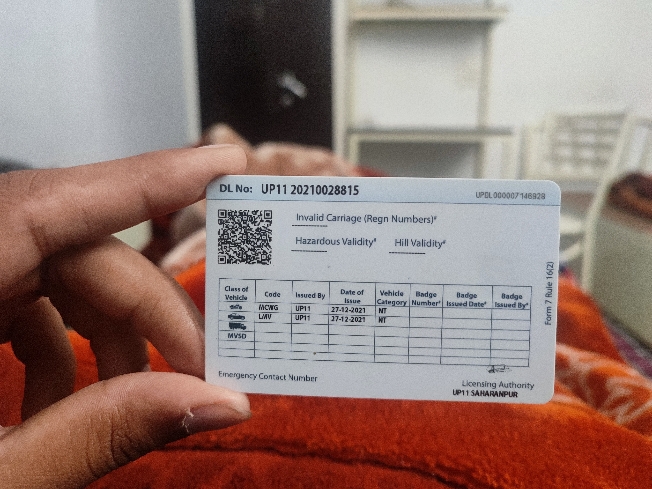 DL No: UP11 20210028815
UPDL000007146928
Invalid Carriage (Regn Numbers)#
Hazardous Validity# Hill Validity#
Class of Vehicle Code Issued By Date of Issue Vehicle Category Badge Number# Badge Issued Date# Badge Issued By#
MCWG UP11 27-12-2021 NT
LMV UP11 27-12-2021 NT
MVSD
Emergency Contact Number
Licensing Authority
UP11 SAHARANPUR
Form 7 Rule 16(2)